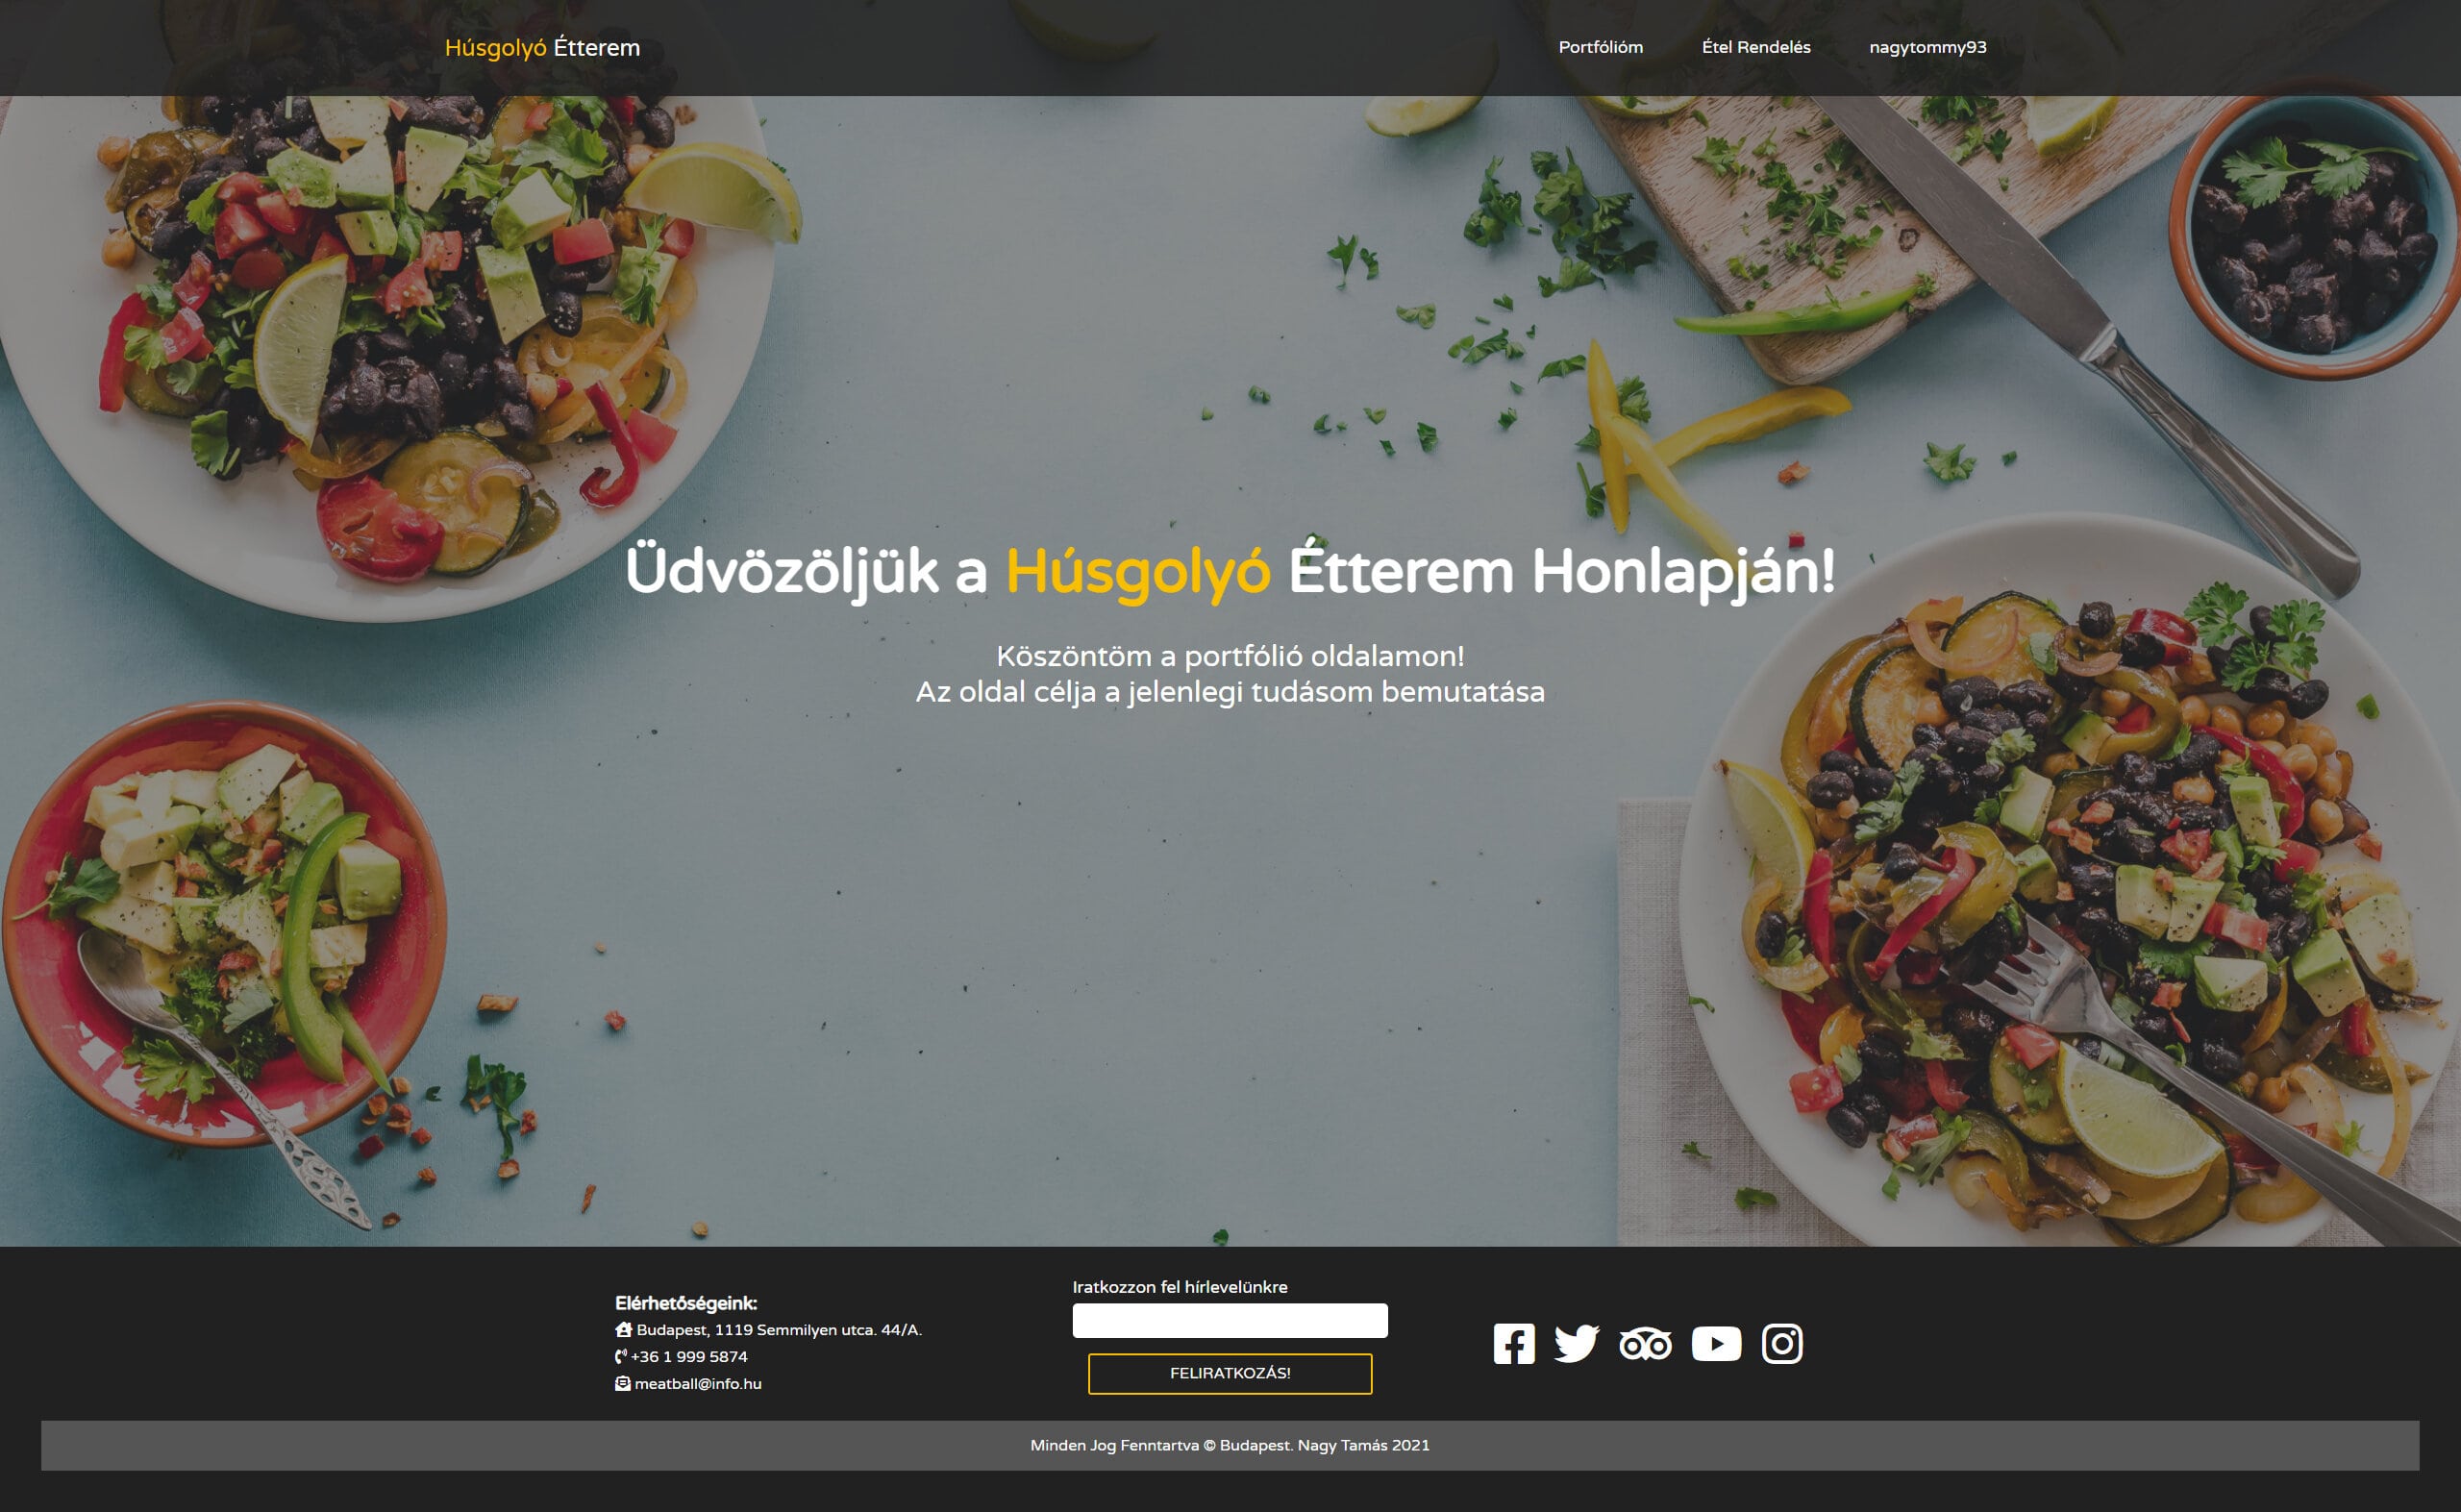 Húsgolyó Étterem
Portfólióm
Étel Rendelés
nagytommy93
Üdvözöljük a Húsgolyó Étterem Honlapján!
Köszöntöm a portfólió oldalamon!
Az oldal célja a jelenlegi tudásom bemutatása
Elérhetőségeink:
Budapest, 1119 Semmilyen utca. 44/A.
+36 1 999 5874
meatball@info.hu
Iratkozzon fel hírlevelünkre
FELIRATKOZÁS!
Minden Jog Fenntartva © Budapest. Nagy Tamás 2021